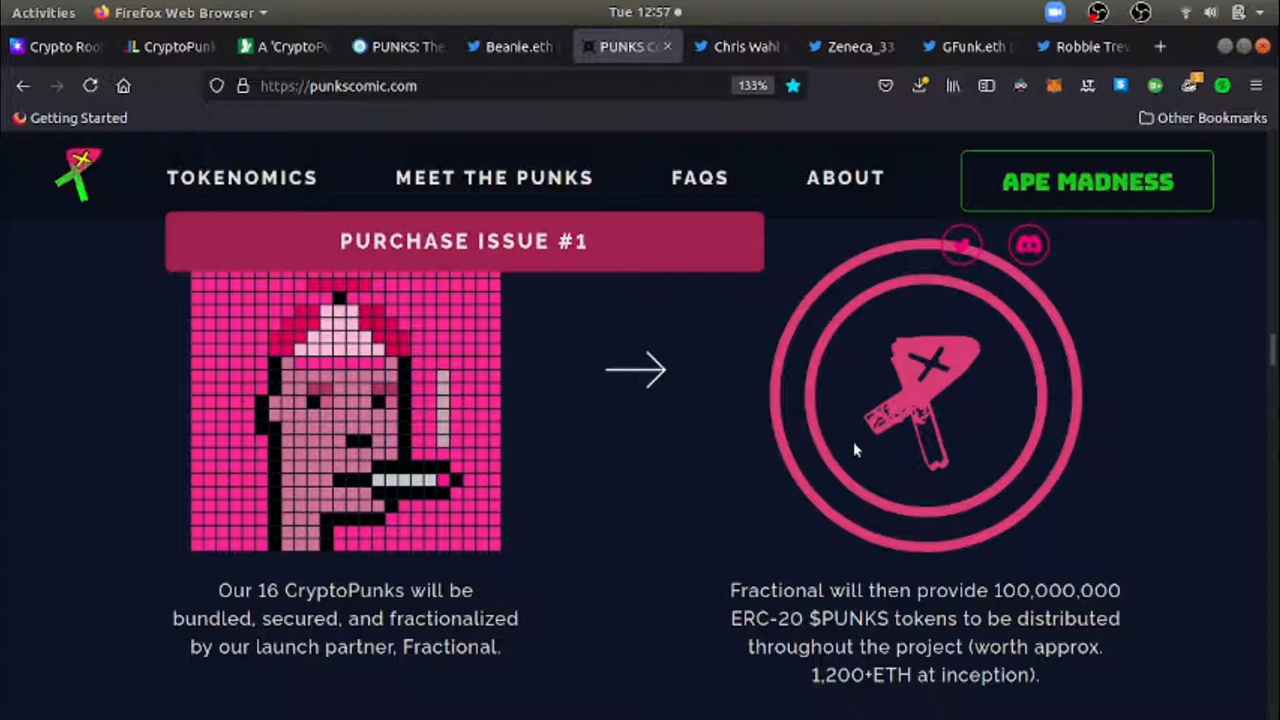 Activities Firefox Web Browser Tue 12:57
Crypto Roo CryptoPunk A 'CryptoPu PUNKS: The Beanie.eth PUNKS C Chris Wahl Zeneca_33 GFunk.eth ( Robbie Trev
https://punkscomic.com 133%
Getting Started Other Bookmarks
TOKENOMICS MEET THE PUNKS FAQS ABOUT APE MADNESS
PURCHASE ISSUE #1
Our 16 CryptoPunks will be
bundled, secured, and fractionalized
by our launch partner, Fractional.
Fractional will then provide 100,000,000
ERC-20 $PUNKS tokens to be distributed
throughout the project (worth approx.
1,200+ETH at inception).